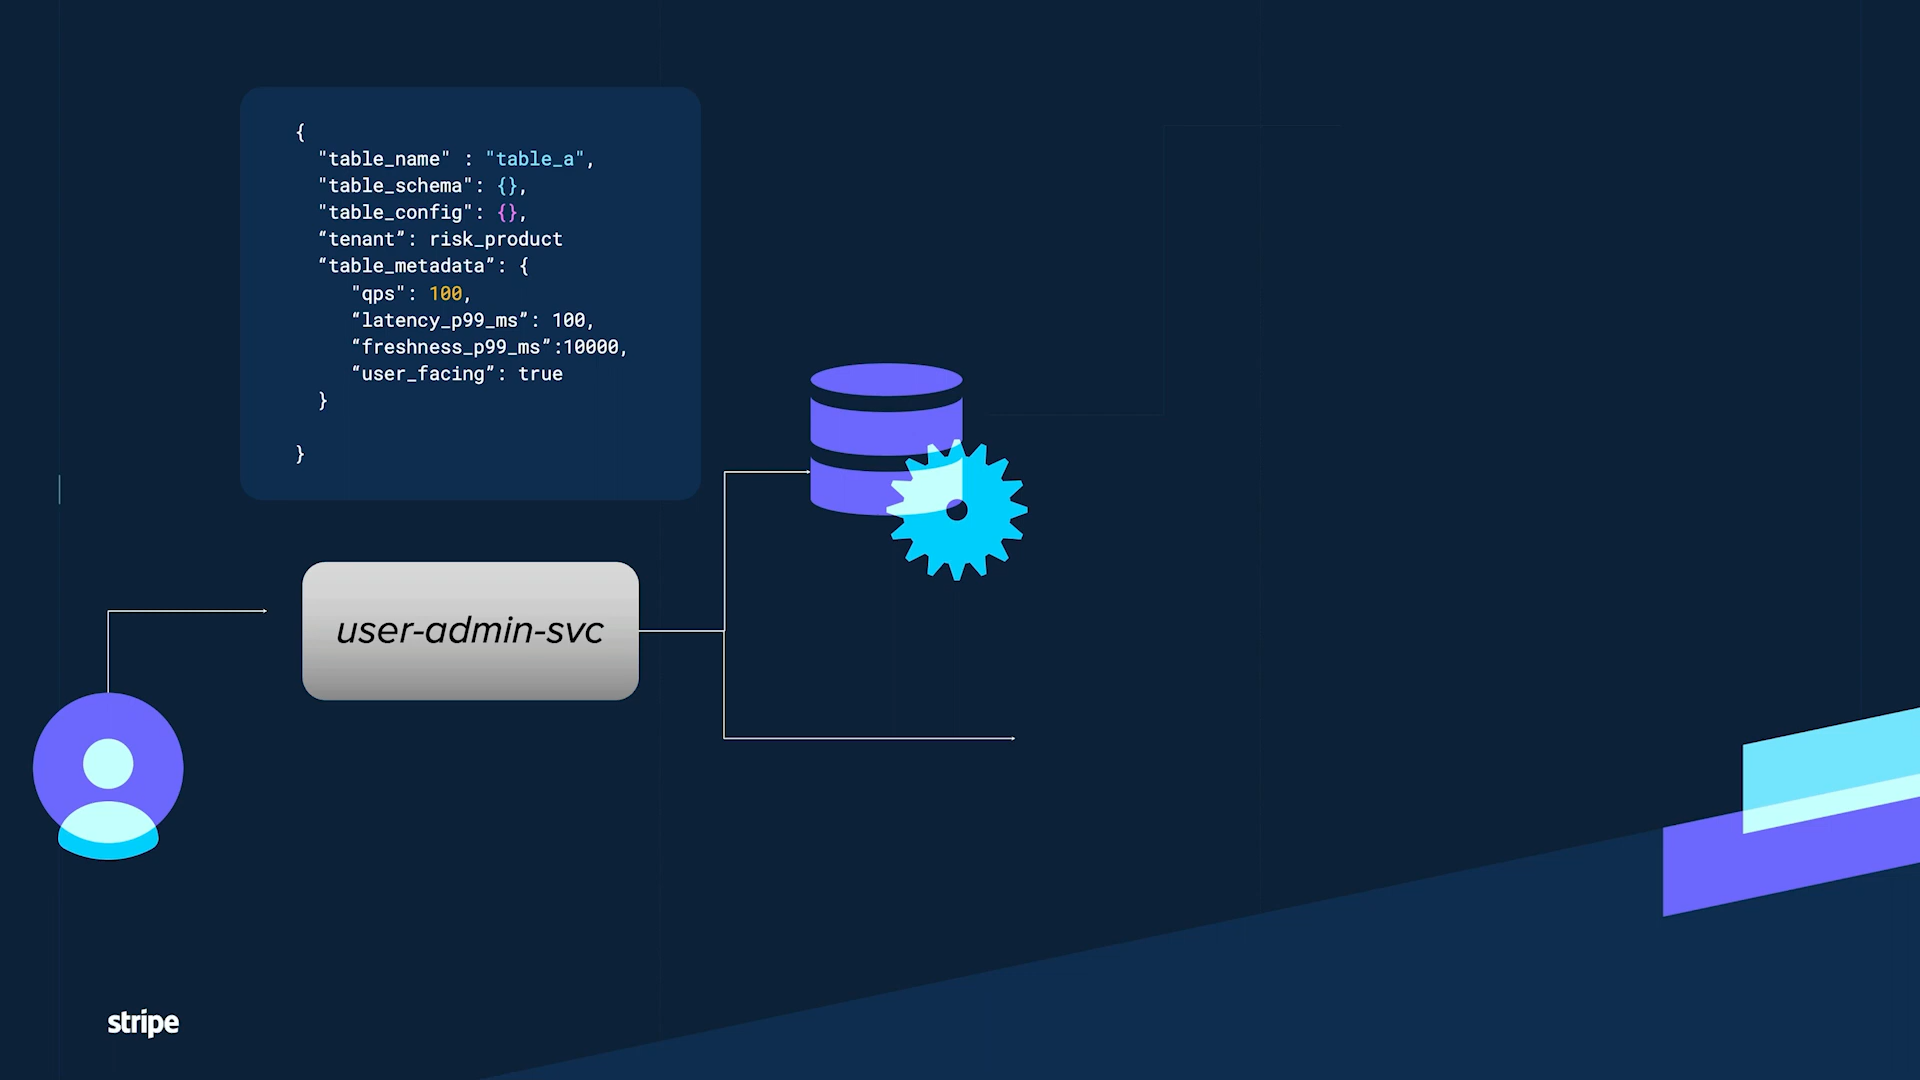 {
"table_name" : "table_a",
"table_schema": {},
"table_config": {},
“tenant”: risk_product
“table_metadata”: {
"qps": 100,
“latency_p99_ms”: 100,
“freshness_p99_ms”:10000,
“user_facing”: true
}
}
user-admin-svc
stripe